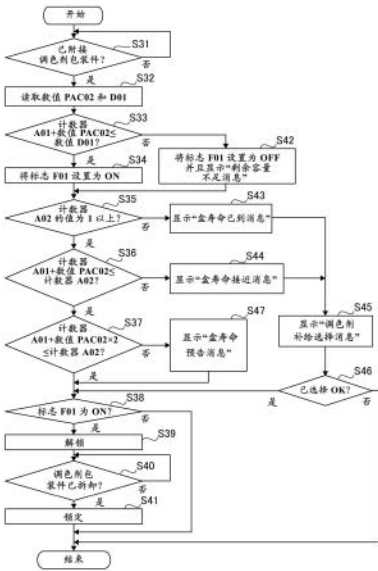 开始
S31
已附接
调色剂包装件?
否
是
S32
读取数值 PAC02 和 D01
S33
计数器
A01+数值 PAC02≤
数值 D01?
否
是
S34
将标志 F01 设置为 ON
S42
将标志 F01 设置为 OFF
并且显示“剩余容量
不足消息”
S35
计数器
A02 的值为 1 以上?
否
是
S43
显示“盒寿命已到消息”
S36
计数器
A01+数值 PAC02≤
计数器 A02?
否
是
S44
显示“盒寿命接近消息”
S37
计数器
A01+数值 PAC02×2
≤计数器 A02?
否
是
S47
显示“盒寿命
预告消息”
S45
显示“调色剂
补给选择消息”
S46
已选择 OK?
是
否
S38
标志 F01 为 ON?
否
是
S39
解锁
S40
调色剂包
装件已拆卸?
否
是
S41
锁定
结束